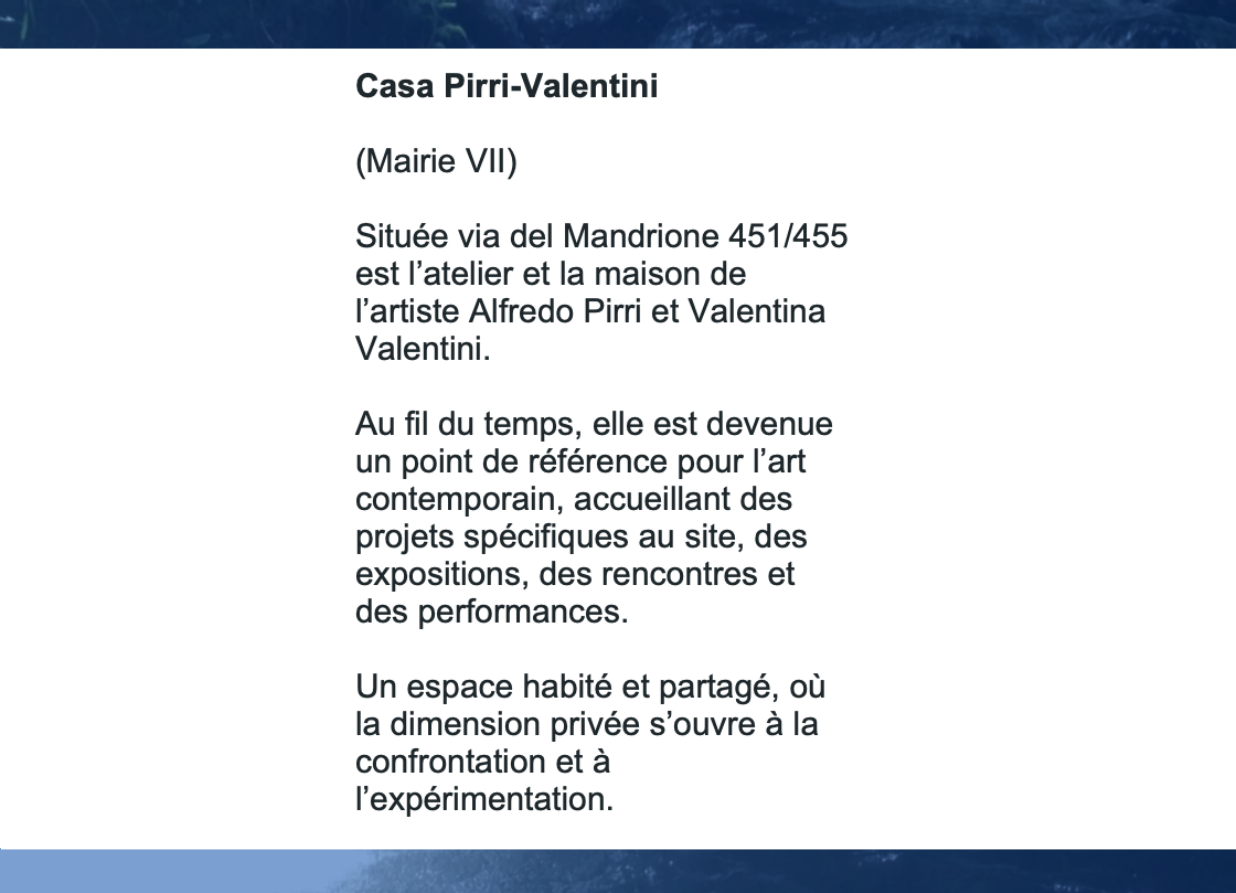 Casa Pirri-Valentini
(Mairie VII)
Située via del Mandrione 451/455
est l’atelier et la maison de
l’artiste Alfredo Pirri et Valentina
Valentini.
Au fil du temps, elle est devenue
un point de référence pour l’art
contemporain, accueillant des
projets spécifiques au site, des
expositions, des rencontres et
des performances.
Un espace habité et partagé, où
la dimension privée s’ouvre à la
confrontation et à
l’expérimentation.